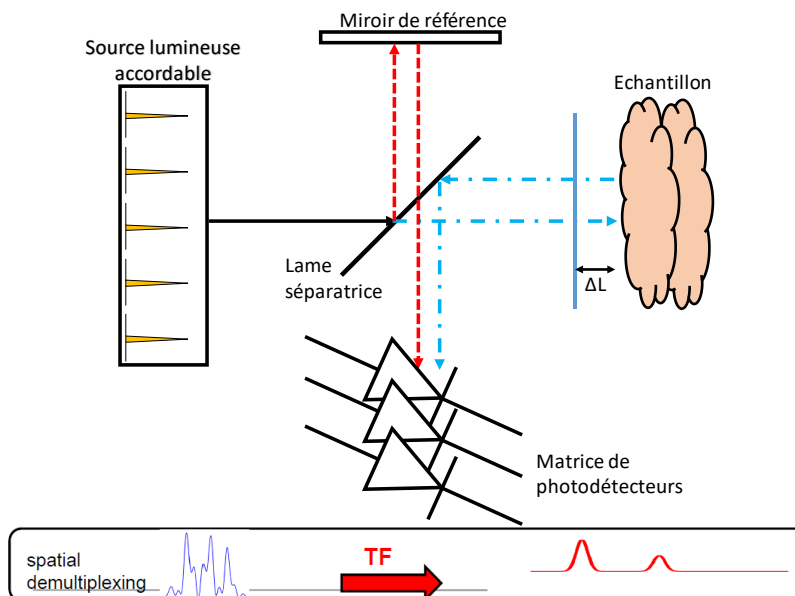 Miroir de référence
Source lumineuse
accordable
Echantillon
Lame
séparatrice
ΔL
Matrice de
photodétecteurs
spatial
demultiplexing
TF